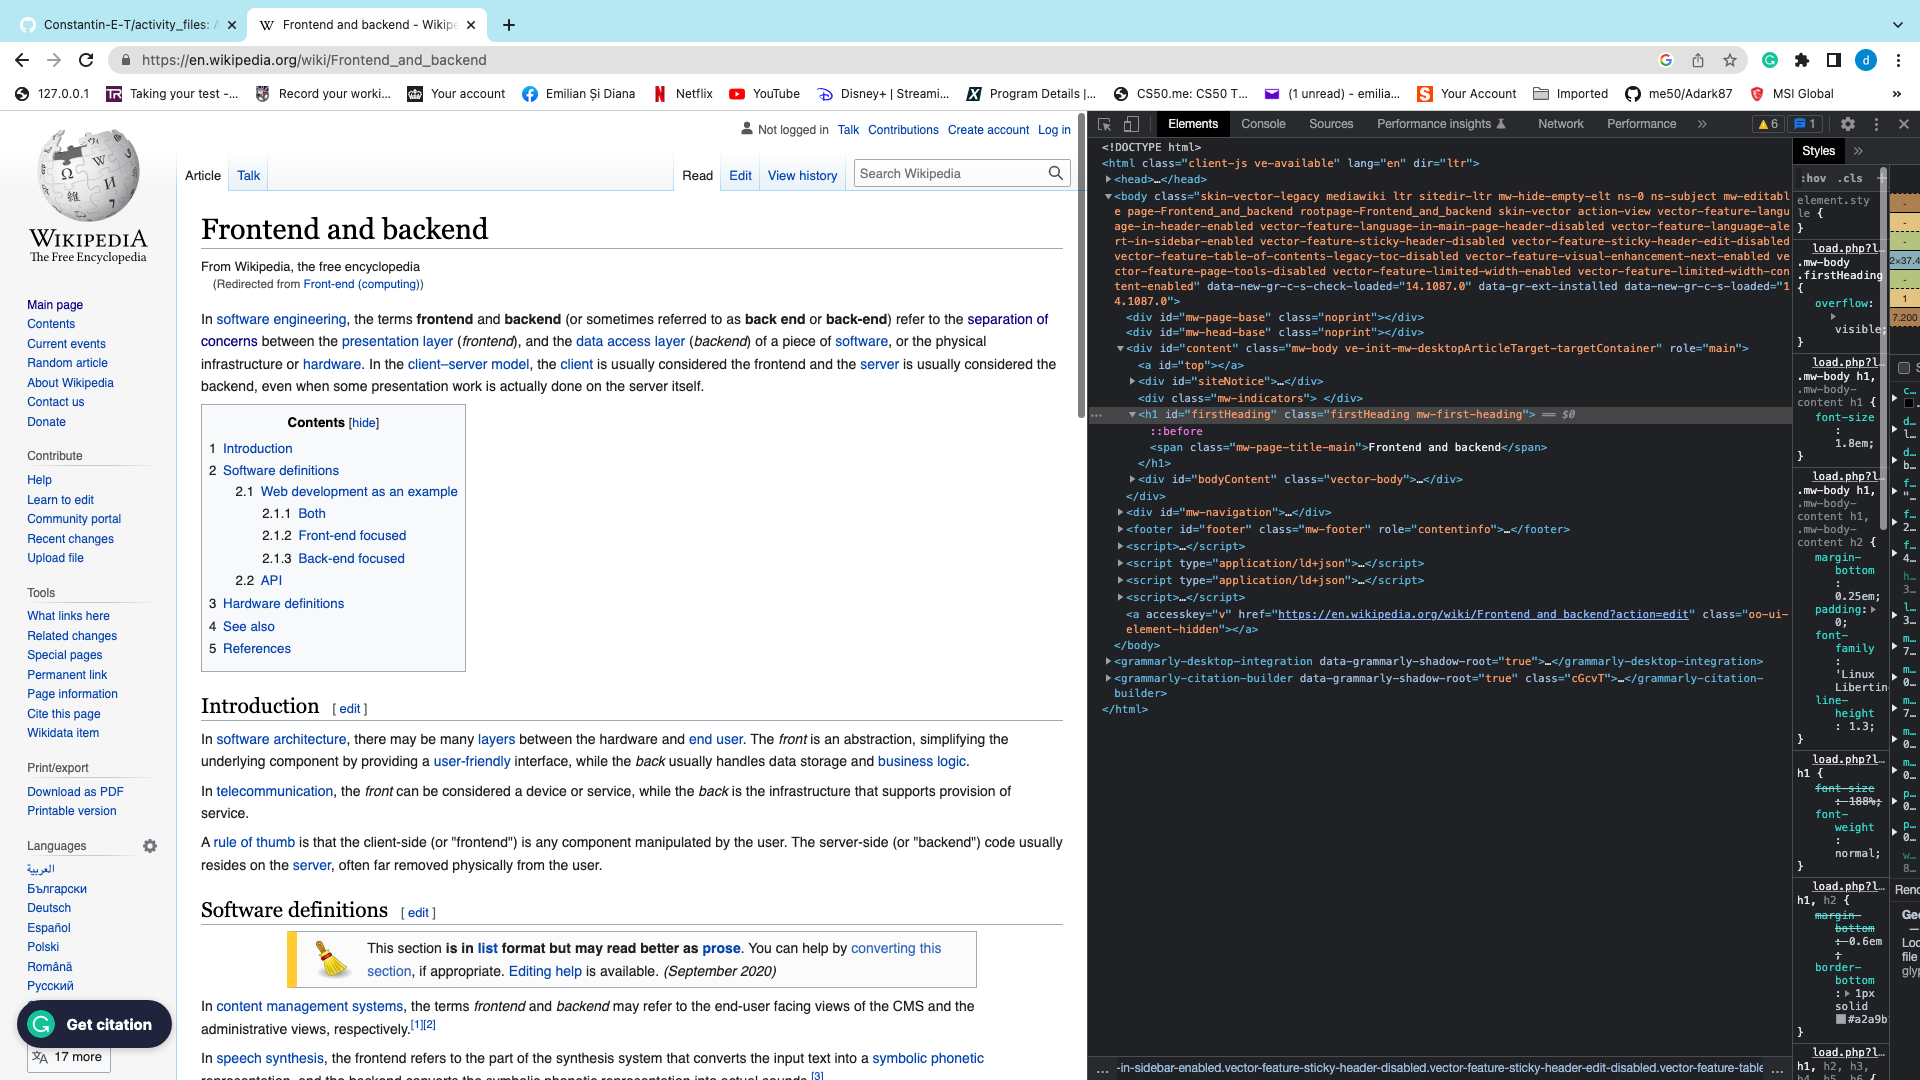 Constantin-E-T/activity_files: A
Frontend and backend - Wikipe
https://en.wikipedia.org/wiki/Frontend_and_backend
d
127.0.0.1
Taking your test -...
Record your worki...
Your account
Emilian Și Diana
Netflix
YouTube
Disney+ | Streami...
Program Details |...
CS50.me: CS50 T...
(1 unread) - emilia...
Your Account
Imported
me50/Adark87
MSI Global
»
WIKIPEDIA
The Free Encyclopedia
Main page
Contents
Current events
Random article
About Wikipedia
Contact us
Donate
Contribute
Help
Learn to edit
Community portal
Recent changes
Upload file
Tools
What links here
Related changes
Special pages
Permanent link
Page information
Cite this page
Wikidata item
Print/export
Download as PDF
Printable version
Languages
العربية
Български
Deutsch
Español
Polski
Română
Русский
Get citation
17 more
Not logged in Talk Contributions Create account Log in
Article Talk
Read Edit View history
Search Wikipedia
Frontend and backend
From Wikipedia, the free encyclopedia
(Redirected from Front-end (computing))
In software engineering, the terms frontend and backend (or sometimes referred to as back end or back-end) refer to the separation of
concerns between the presentation layer (frontend), and the data access layer (backend) of a piece of software, or the physical
infrastructure or hardware. In the client–server model, the client is usually considered the frontend and the server is usually considered the
backend, even when some presentation work is actually done on the server itself.
Contents [hide]
1 Introduction
2 Software definitions
2.1 Web development as an example
2.1.1 Both
2.1.2 Front-end focused
2.1.3 Back-end focused
2.2 API
3 Hardware definitions
4 See also
5 References
Introduction [ edit ]
In software architecture, there may be many layers between the hardware and end user. The front is an abstraction, simplifying the
underlying component by providing a user-friendly interface, while the back usually handles data storage and business logic.
In telecommunication, the front can be considered a device or service, while the back is the infrastructure that supports provision of
service.
A rule of thumb is that the client-side (or "frontend") is any component manipulated by the user. The server-side (or "backend") code usually
resides on the server, often far removed physically from the user.
Software definitions [ edit ]
This section is in list format but may read better as prose. You can help by converting this
section, if appropriate. Editing help is available. (September 2020)
In content management systems, the terms frontend and backend may refer to the end-user facing views of the CMS and the
administrative views, respectively.[1][2]
In speech synthesis, the frontend refers to the part of the synthesis system that converts the input text into a symbolic phonetic
representation, and the backend converts the symbolic phonetic representation into actual sounds.[3]
Elements Console Sources Performance insights Network Performance » 6 1
<!DOCTYPE html>
<html class="client-js ve-available" lang="en" dir="ltr">
<head>…</head>
<body class="skin-vector-legacy mediawiki ltr sitedir-ltr mw-hide-empty-elt ns-0 ns-subject mw-editabl
e page-Frontend_and_backend rootpage-Frontend_and_backend skin-vector action-view vector-feature-langu
age-in-header-enabled vector-feature-language-in-main-page-header-disabled vector-feature-language-ale
rt-in-sidebar-enabled vector-feature-sticky-header-disabled vector-feature-sticky-header-edit-disabled
vector-feature-table-of-contents-legacy-toc-disabled vector-feature-visual-enhancement-next-enabled ve
ctor-feature-page-tools-disabled vector-feature-limited-width-enabled vector-feature-limited-width-con
tent-enabled" data-new-gr-c-s-check-loaded="14.1087.0" data-gr-ext-installed data-new-gr-c-s-loaded="1
4.1087.0">
<div id="mw-page-base" class="noprint"></div>
<div id="mw-head-base" class="noprint"></div>
<div id="content" class="mw-body ve-init-mw-desktopArticleTarget-targetContainer" role="main">
<a id="top"></a>
<div id="siteNotice">…</div>
<div class="mw-indicators"> </div>
<h1 id="firstHeading" class="firstHeading mw-first-heading"> == $0
::before
<span class="mw-page-title-main">Frontend and backend</span>
</h1>
<div id="bodyContent" class="vector-body">…</div>
</div>
<div id="mw-navigation">…</div>
<footer id="footer" class="mw-footer" role="contentinfo">…</footer>
<script>…</script>
<script type="application/ld+json">…</script>
<script type="application/ld+json">…</script>
<script>…</script>
<a accesskey="v" href="https://en.wikipedia.org/wiki/Frontend_and_backend?action=edit" class="oo-ui-
element-hidden"></a>
</body>
<grammarly-desktop-integration data-grammarly-shadow-root="true">…</grammarly-desktop-integration>
<grammarly-citation-builder data-grammarly-shadow-root="true" class="cGcvT">…</grammarly-citation-
builder>
</html>
... -in-sidebar-enabled.vector-feature-sticky-header-disabled.vector-feature-sticky-header-edit-disabled.vector-feature-table ...
Styles »
:hov .cls +
element.sty
le {
}
load.php?l…
.mw-body
.firstHeading
{
overflow:
visible;
}
load.php?l…
.mw-body h1,
.mw-body-
content h1 {
font-size
:
1.8em;
}
load.php?l…
.mw-body h1,
.mw-body-
content h1,
.mw-body-
content h2 {
margin-
bottom
:
0.25em;
padding:
0;
font-
family
:
'Linux
Libertin
line-
height
: 1.3;
}
load.php?l…
h1 {
font-size
: 188%;
font-
weight
:
normal;
}
load.php?l…
h1, h2 {
margin-
bottom
: 0.6em
;
border-
bottom
: 1px
solid
#a2a9b
}
load.php?l…
h1, h2, h3,
h4, h5, h6 {
2×37.4
1
7.200